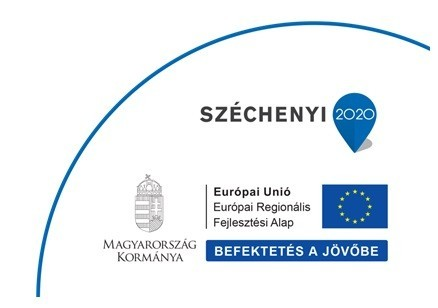 SZÉCHENYI 2020
Európai Unió
Európai Regionális
Fejlesztési Alap
MAGYARORSZÁG
KORMÁNYA
BEFEKTETÉS A JÖVŐBE